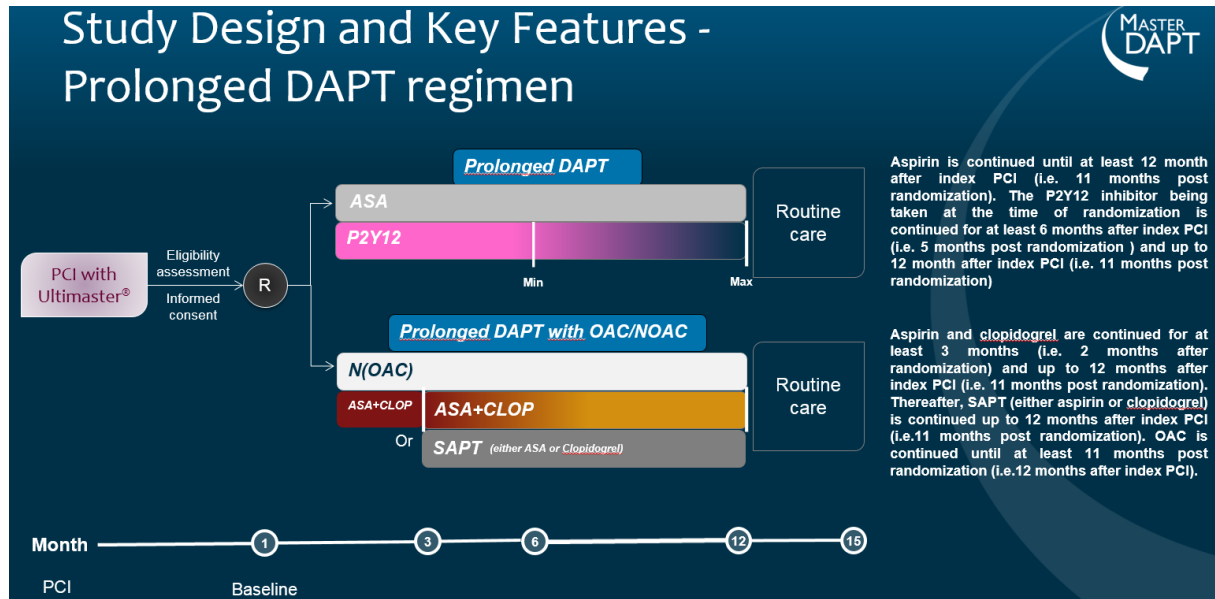 Study Design and Key Features -
Prolonged DAPT regimen
MASTER
DAPT
Prolonged DAPT
ASA
P2Y12
Min
Max
Routine
care
PCI with
Ultimaster®
Eligibility
assessment
Informed
consent
R
Prolonged DAPT with OAC/NOAC
N(OAC)
ASA+CLOP
ASA+CLOP
Or
SAPT (either ASA or Clopidogrel)
Routine
care
Aspirin is continued until at least 12 month
after index PCI (i.e. 11 months post
randomization). The P2Y12 inhibitor being
taken at the time of randomization is
continued for at least 6 months after index PCI
(i.e. 5 months post randomization ) and up to
12 month after index PCI (i.e. 11 months post
randomization)
Aspirin and clopidogrel are continued for at
least 3 months (i.e. 2 months after
randomization) and up to 12 months after
index PCI (i.e. 11 months post randomization).
Thereafter, SAPT (either aspirin or clopidogrel)
is continued up to 12 months after index PCI
(i.e.11 months post randomization). OAC is
continued until at least 11 months post
randomization (i.e.12 months after index PCI).
Month
1
3
6
12
15
PCI
Baseline